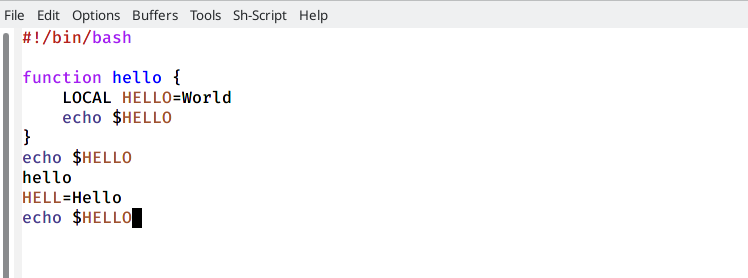 File Edit Options Buffers Tools Sh-Script Help
#!/bin/bash
function hello {
LOCAL HELLO=World
echo $HELLO
}
echo $HELLO
hello
HELL=Hello
echo $HELLO